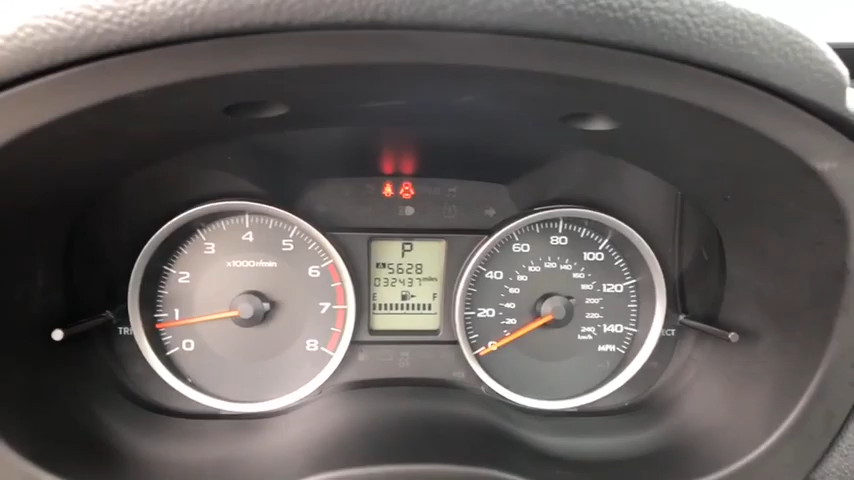 0 1 2 3 4 5 6 7 8
×1000r/min
P
A 5628
032437 miles
E F
0 20 40 60 80 100 120 140
MPH
20 40 60 80 100 120 140 160 180 200 220 240
km/h